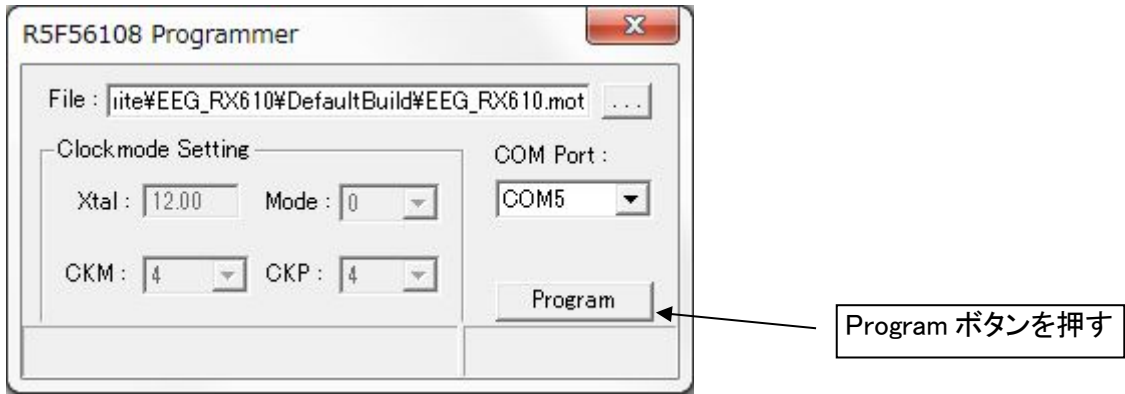 R5F56108 Programmer
File : iite¥EEG_RX610¥DefaultBuild¥EEG_RX610.mot ...
Clockmode Setting
COM Port :
Xtal : 12.00 Mode : 0
COM5
CKM : 4 CKP : 4
Program
Program ボタンを押す